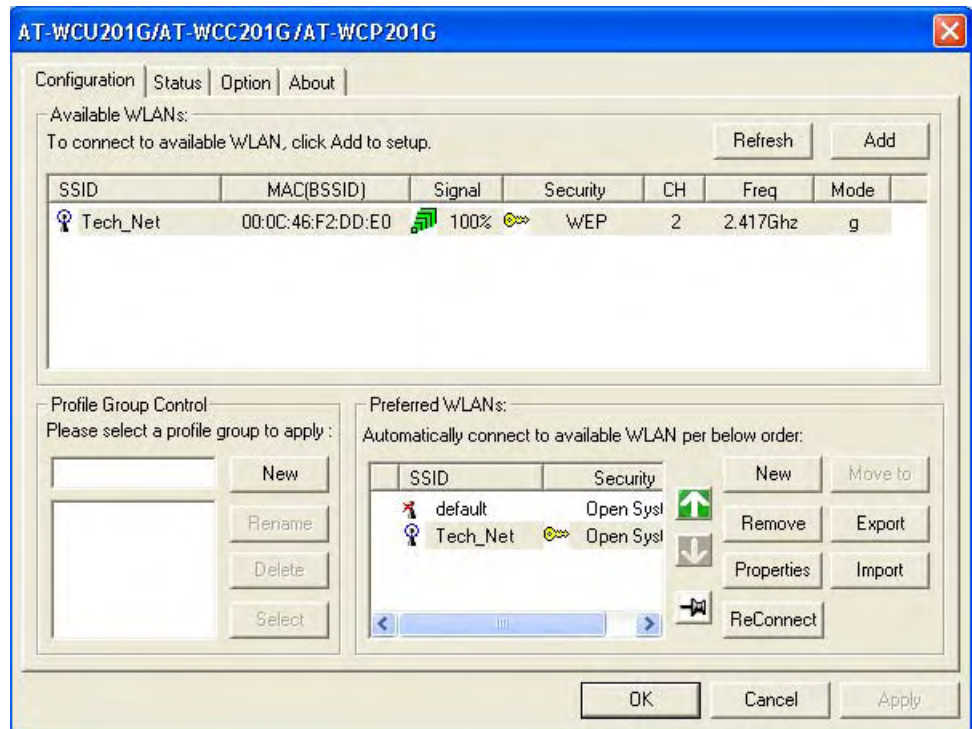 AT-WCU201G/AT-WCC201G/AT-WCP201G
Configuration Status Option About
Available WLANs:
To connect to available WLAN, click Add to setup.
Refresh Add
SSID MAC(BSSID) Signal Security CH Freq Mode
Tech_Net 00:0C:46:F2:DD:E0 100% WEP 2 2.417Ghz g
Profile Group Control
Please select a profile group to apply :
New
Rename
Delete
Select
Preferred WLANs:
Automatically connect to available WLAN per below order:
SSID Security
default Open Syst
Tech_Net Open Syst
New Move to
Remove Export
Properties Import
ReConnect
OK Cancel Apply